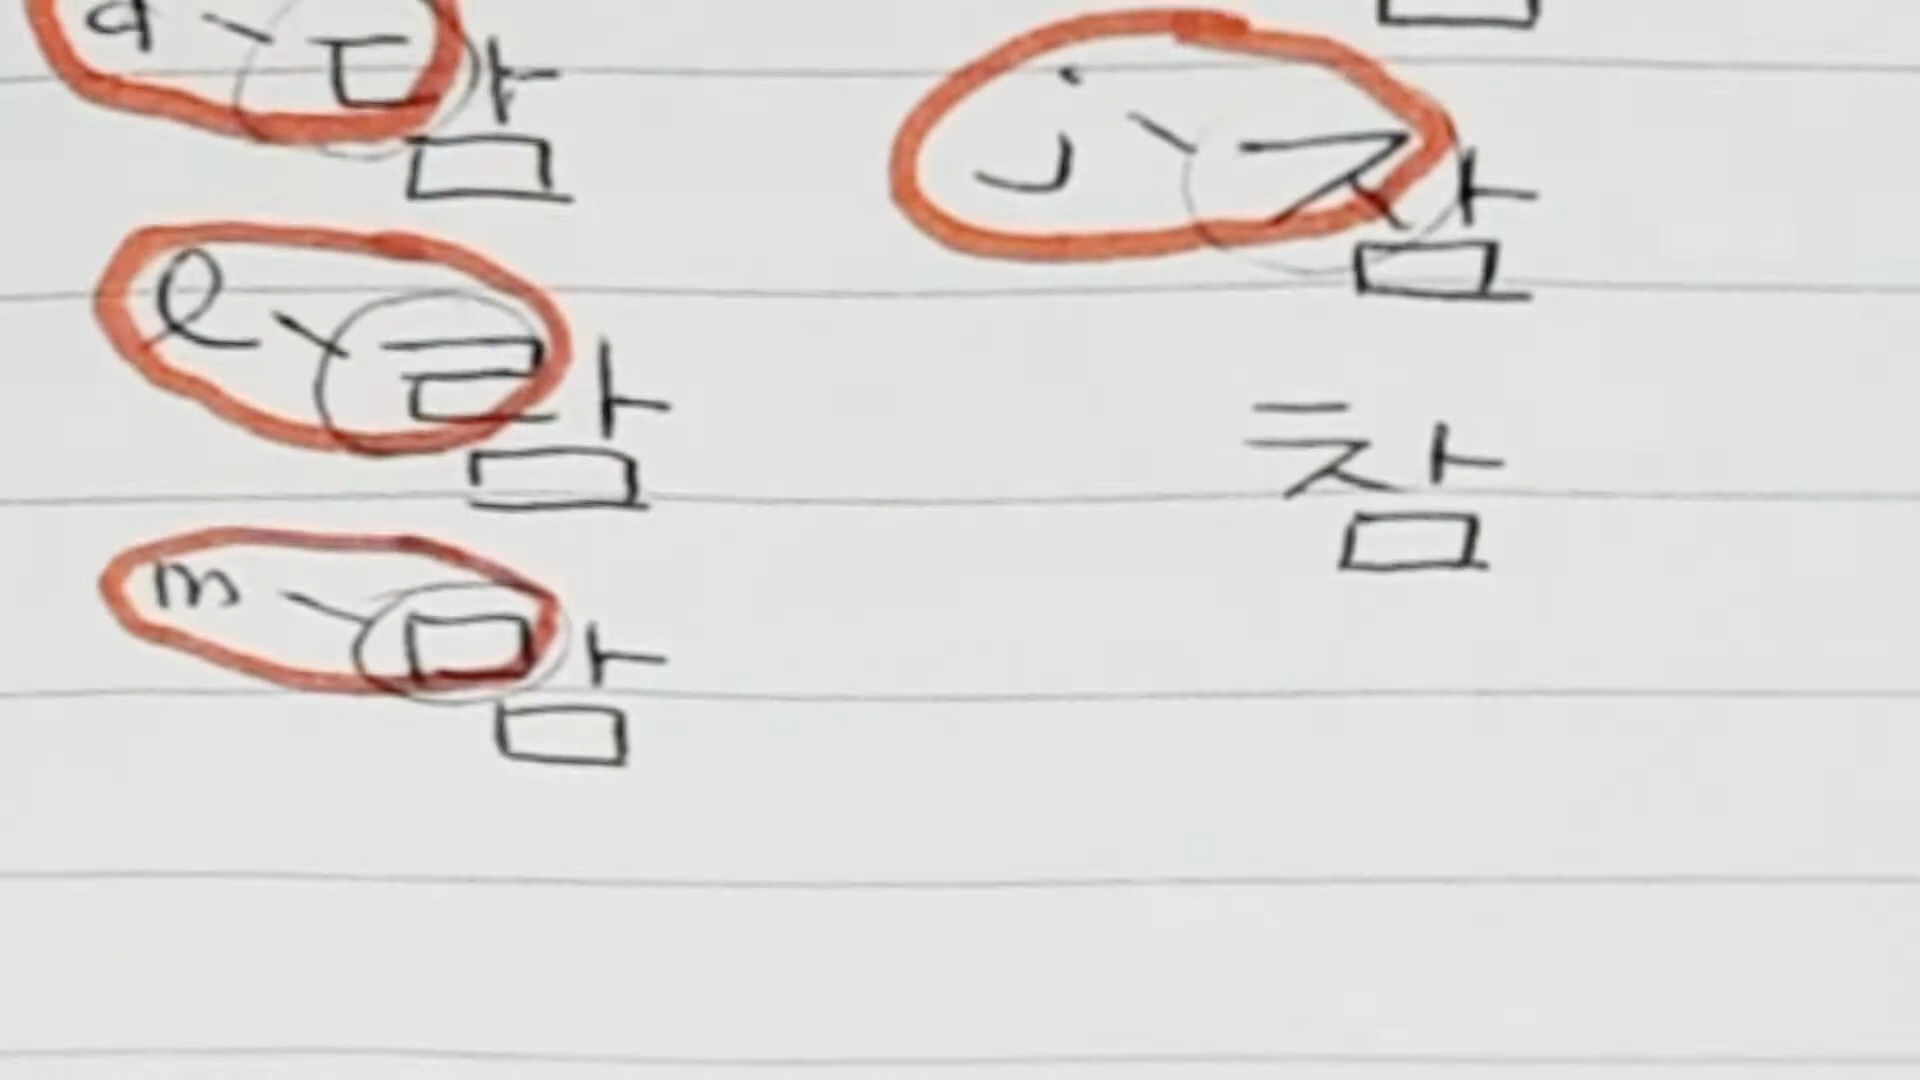 d ㄷ 담
j ㅈ 잠
l ㄹ 람
참
m ㅁ 맘